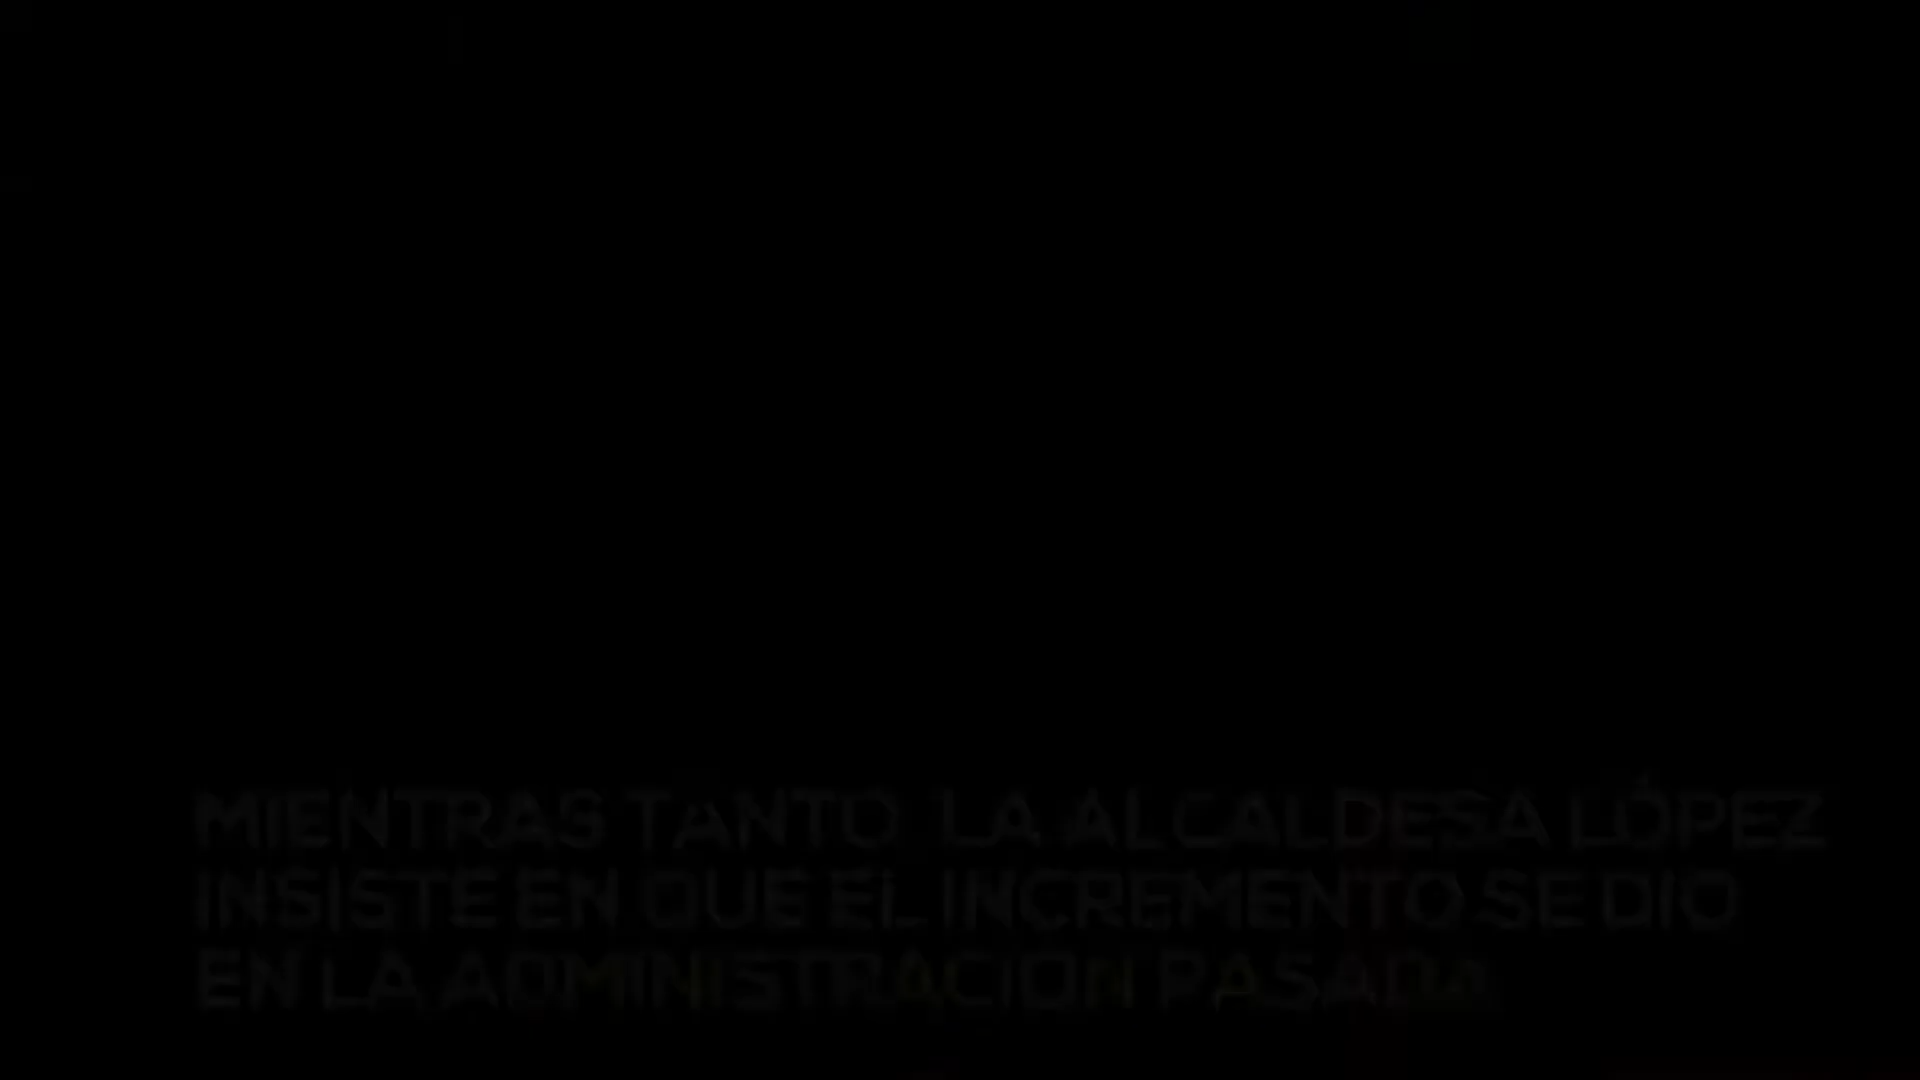 MIENTRAS TANTO, LA ALCALDESA LÓPEZ
INSISTE EN QUE EL INCREMENTO SE DIO
EN LA ADMINISTRACIÓN PASADA